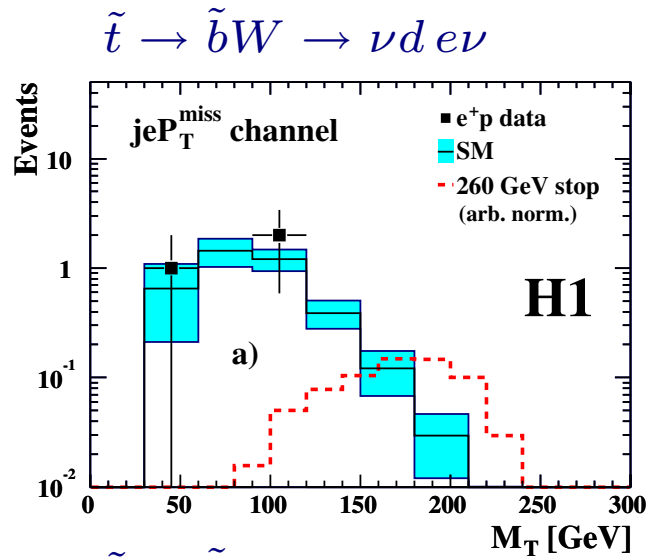 t̃ → b̃W → νd eν
jeP_T^miss channel
e⁺p data
SM
260 GeV stop
(arb. norm.)
H1
a)
Events
10
1
10⁻¹
10⁻²
0 50 100 150 200 250 300
M_T [GeV]